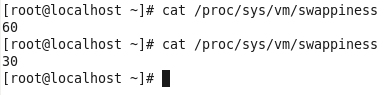 [root@localhost ~]# cat /proc/sys/vm/swappiness
60
[root@localhost ~]# cat /proc/sys/vm/swappiness
30
[root@localhost ~]#